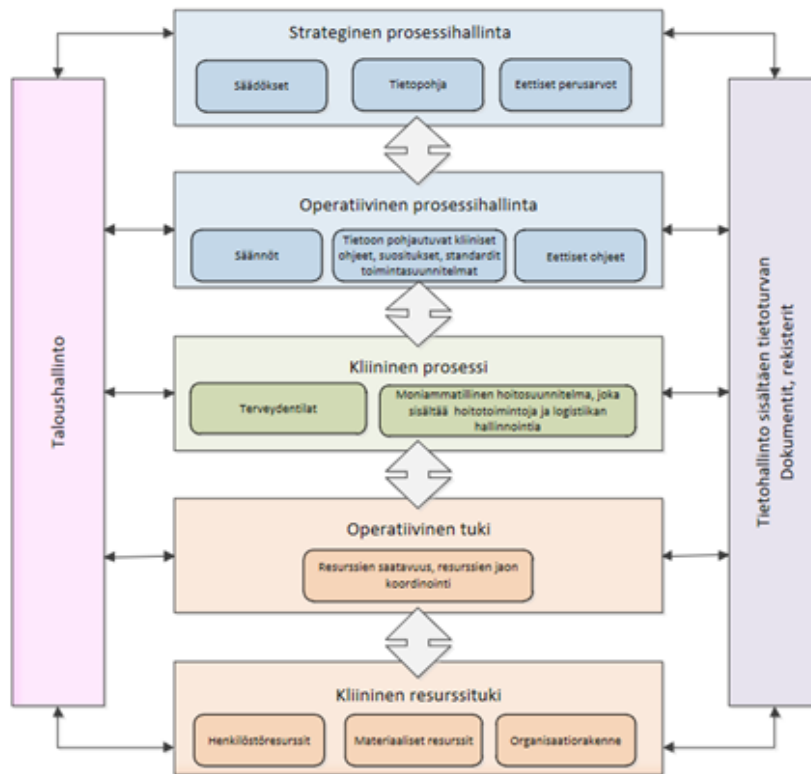 Strateginen prosessihallinta
Säädökset
Tietopohja
Eettiset perusarvot
Operatiivinen prosessihallinta
Säännöt
Tietoon pohjautuvat kliiniset
ohjeet, suositukset, standardit
toimintasuunnitelmat
Eettiset ohjeet
Kliininen prosessi
Terveydentilat
Moniammatillinen hoitosuunnitelma, joka
sisältää hoitotoimintoja ja logistiikan
hallinnointia
Operatiivinen tuki
Resurssien saatavuus, resurssien jaon
koordinointi
Kliininen resurssituki
Henkilöstöresurssit
Materiaaliset resurssit
Organisaatiorakenne
Taloushallinto
Tietohallinto sisältäen tietoturvan
Dokumentit, rekisterit